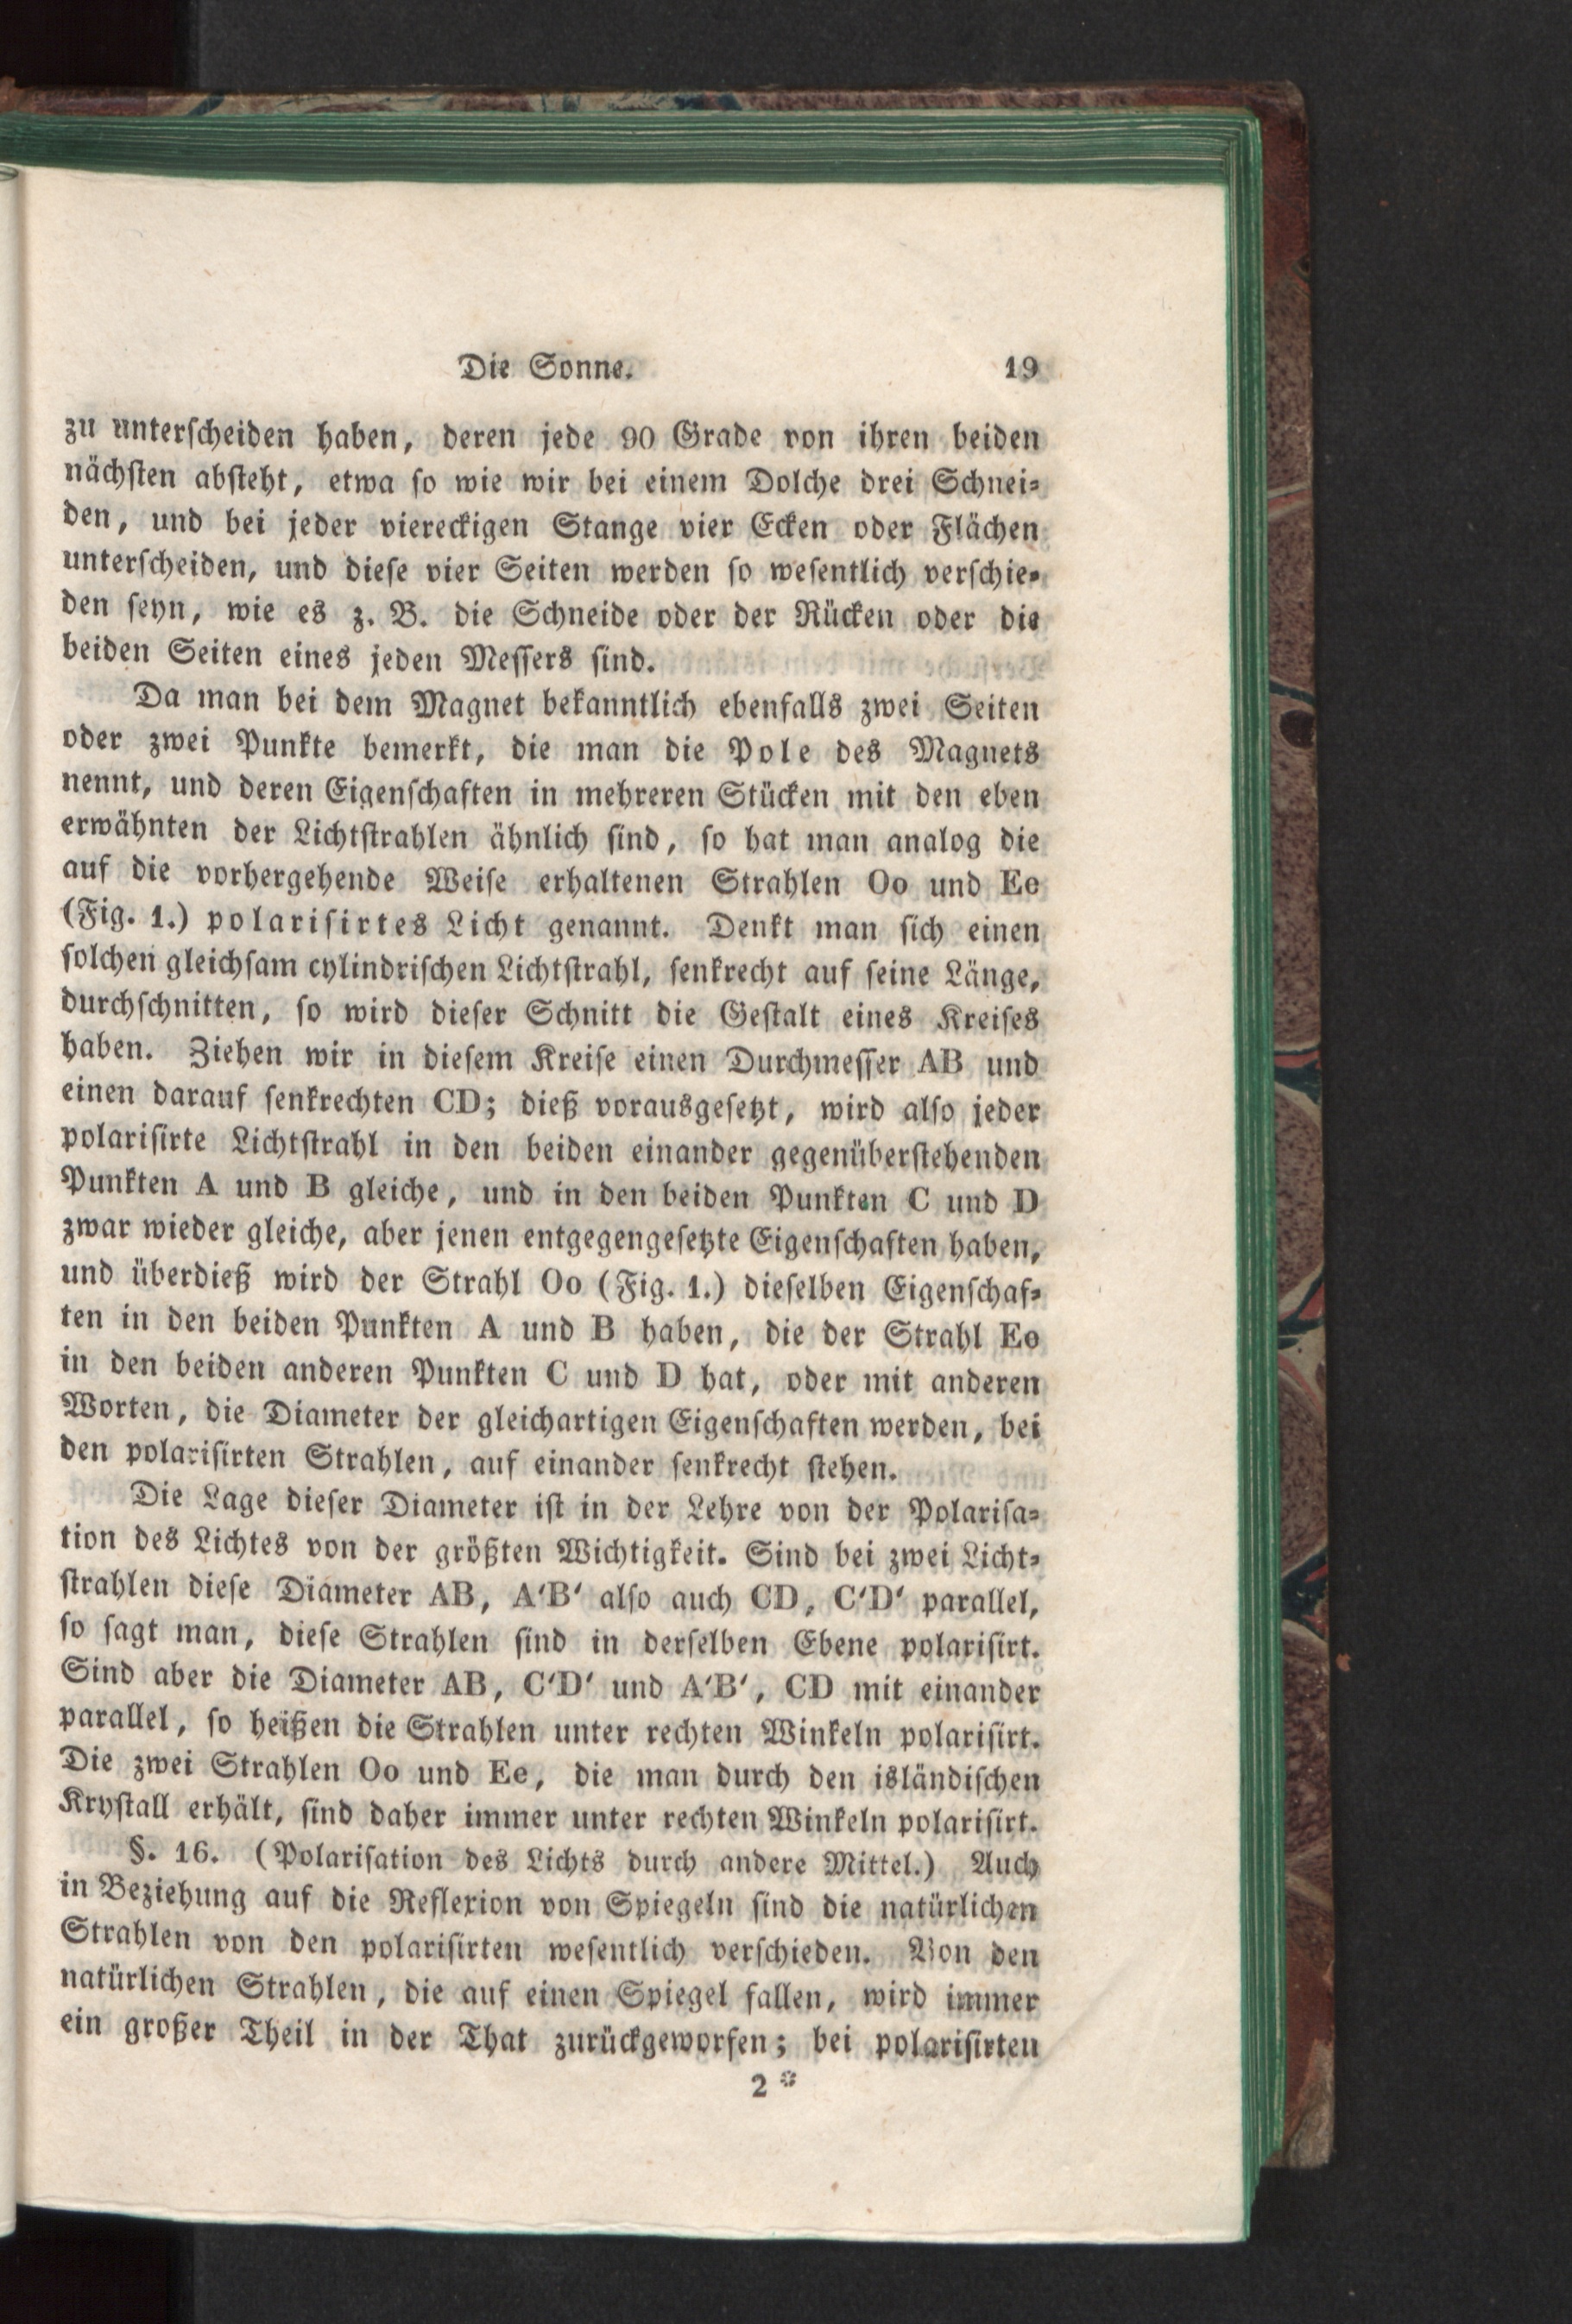 Die Sonne. 19
zu unterscheiden haben, deren jede 90 Grade von ihren beiden
nächsten absteht, etwa so wie wir bei einem Dolche drei Schnei-
den, und bei jeder viereckigen Stange vier Ecken oder Flächen
unterscheiden, und diese vier Seiten werden so wesentlich verschie-
den seyn, wie es z. B. die Schneide oder der Rücken oder die
beiden Seiten eines jeden Messers sind.
Da man bei dem Magnet bekanntlich ebenfalls zwei Seiten
oder zwei Punkte bemerkt, die man die Pole des Magnets
nennt, und deren Eigenschaften in mehreren Stücken mit den eben
erwähnten der Lichtstrahlen ähnlich sind, so hat man analog die
auf die vorhergehende Weise erhaltenen Strahlen Oo und Ee
(Fig. 1.) polarisirtes Licht genannt. Denkt man sich einen
solchen gleichsam cylindrischen Lichtstrahl, senkrecht auf seine Länge,
durchschnitten, so wird dieser Schnitt die Gestalt eines Kreises
haben. Ziehen wir in diesem Kreise einen Durchmesser AB und
einen darauf senkrechten CD; dieß vorausgesetzt, wird also jeder
polarisirte Lichtstrahl in den beiden einander gegenüberstehenden
Punkten A und B gleiche, und in den beiden Punkten C und D
zwar wieder gleiche, aber jenen entgegengesetzte Eigenschaften haben,
und überdieß wird der Strahl Oo (Fig. 1.) dieselben Eigenschaf-
ten in den beiden Punkten A und B haben, die der Strahl Ee
in den beiden anderen Punkten C und D hat, oder mit anderen
Worten, die Diameter der gleichartigen Eigenschaften werden, bei
den polarisirten Strahlen, auf einander senkrecht stehen.
Die Lage dieser Diameter ist in der Lehre von der Polarisa-
tion des Lichtes von der größten Wichtigkeit. Sind bei zwei Licht-
strahlen diese Diameter AB, A'B' also auch CD, C'D' parallel,
so sagt man, diese Strahlen sind in derselben Ebene polarisirt.
Sind aber die Diameter AB, C'D' und A'B', CD mit einander
parallel, so heißen die Strahlen unter rechten Winkeln polarisirt.
Die zwei Strahlen Oo und Ee, die man durch den isländischen
Krystall erhält, sind daher immer unter rechten Winkeln polarisirt.
§. 16. (Polarisation des Lichts durch andere Mittel.) Auch
in Beziehung auf die Reflexion von Spiegeln sind die natürlichen
Strahlen von den polarisirten wesentlich verschieden. Von den
natürlichen Strahlen, die auf einen Spiegel fallen, wird immer
ein großer Theil in der That zurückgeworfen; bei polarisirten
2 *